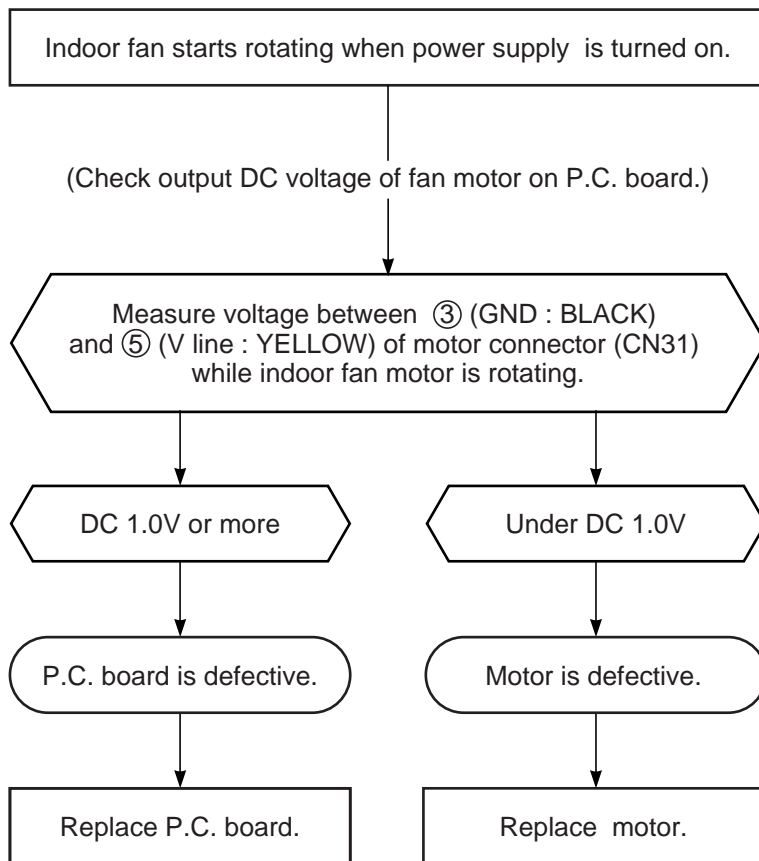 Indoor fan starts rotating when power supply is turned on.
(Check output DC voltage of fan motor on P.C. board.)
Measure voltage between ③ (GND : BLACK)
and ⑤ (V line : YELLOW) of motor connector (CN31)
while indoor fan motor is rotating.
DC 1.0V or more
Under DC 1.0V
P.C. board is defective.
Motor is defective.
Replace P.C. board.
Replace motor.